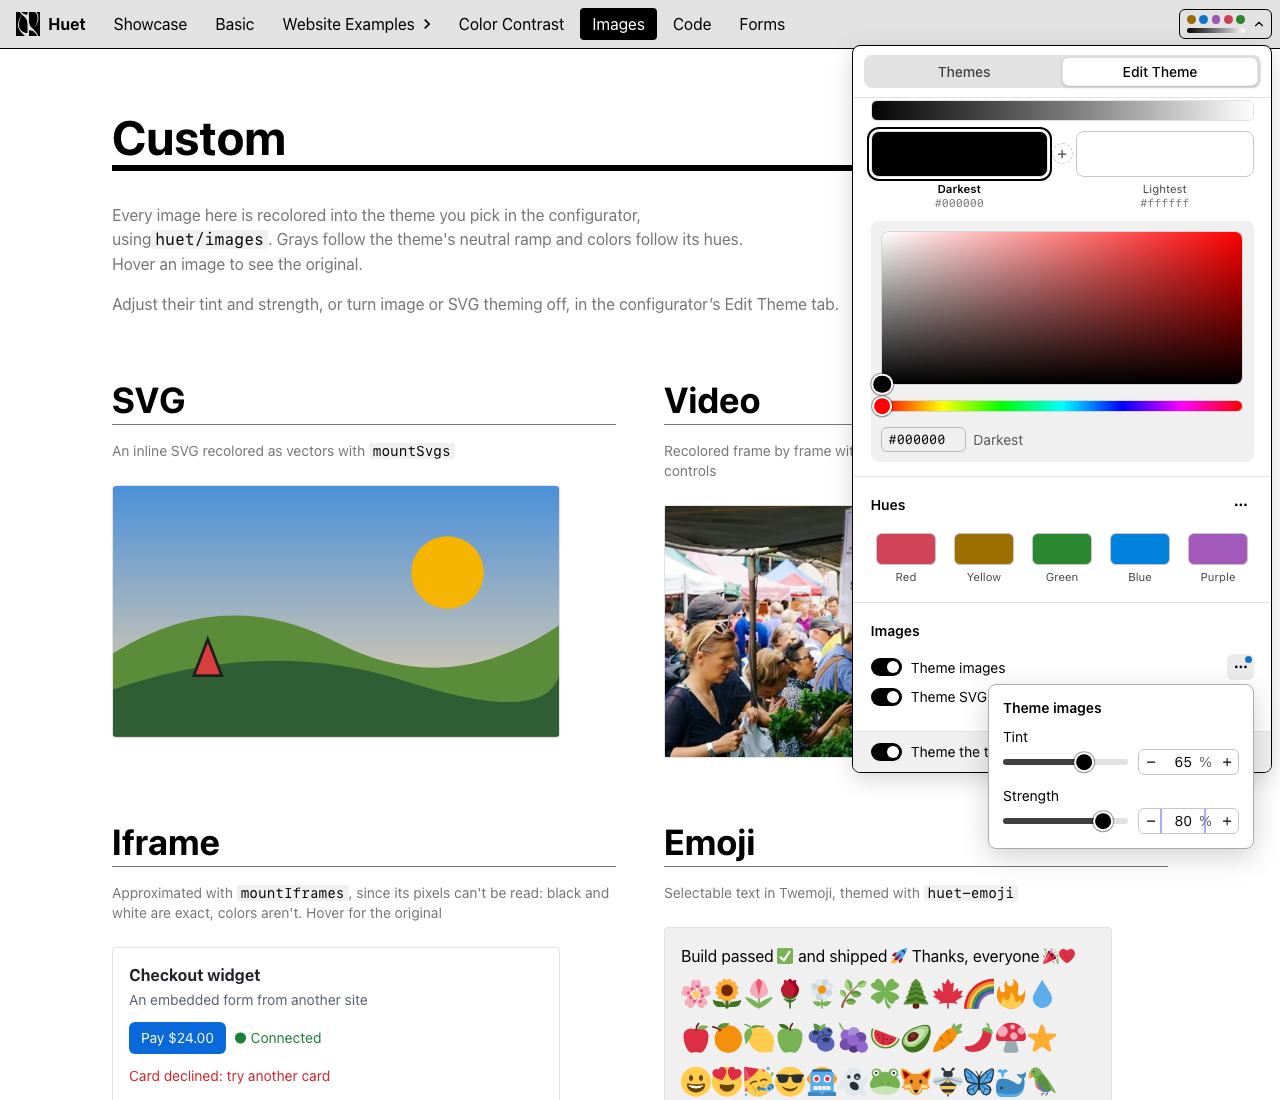 Huet
Showcase
Basic
Website Examples
Color Contrast
Images
Code
Forms
Themes
Edit Theme
Darkest
#000000
Lightest
#ffffff
#000000
Darkest
Hues
Red
Yellow
Green
Blue
Purple
Images
Theme images
Theme SVG
Theme the t
Theme images
Tint
65 %
Strength
80 %
Custom
Every image here is recolored into the theme you pick in the configurator,
using huet/images. Grays follow the theme's neutral ramp and colors follow its hues.
Hover an image to see the original.
Adjust their tint and strength, or turn image or SVG theming off, in the configurator’s Edit Theme tab.
SVG
An inline SVG recolored as vectors with mountSvgs
Video
Recolored frame by frame wit
controls
Iframe
Approximated with mountIframes, since its pixels can't be read: black and
white are exact, colors aren't. Hover for the original
Checkout widget
An embedded form from another site
Pay $24.00
Connected
Card declined: try another card
Emoji
Selectable text in Twemoji, themed with huet-emoji
Build passed ✅ and shipped 🚀 Thanks, everyone 🎉❤️